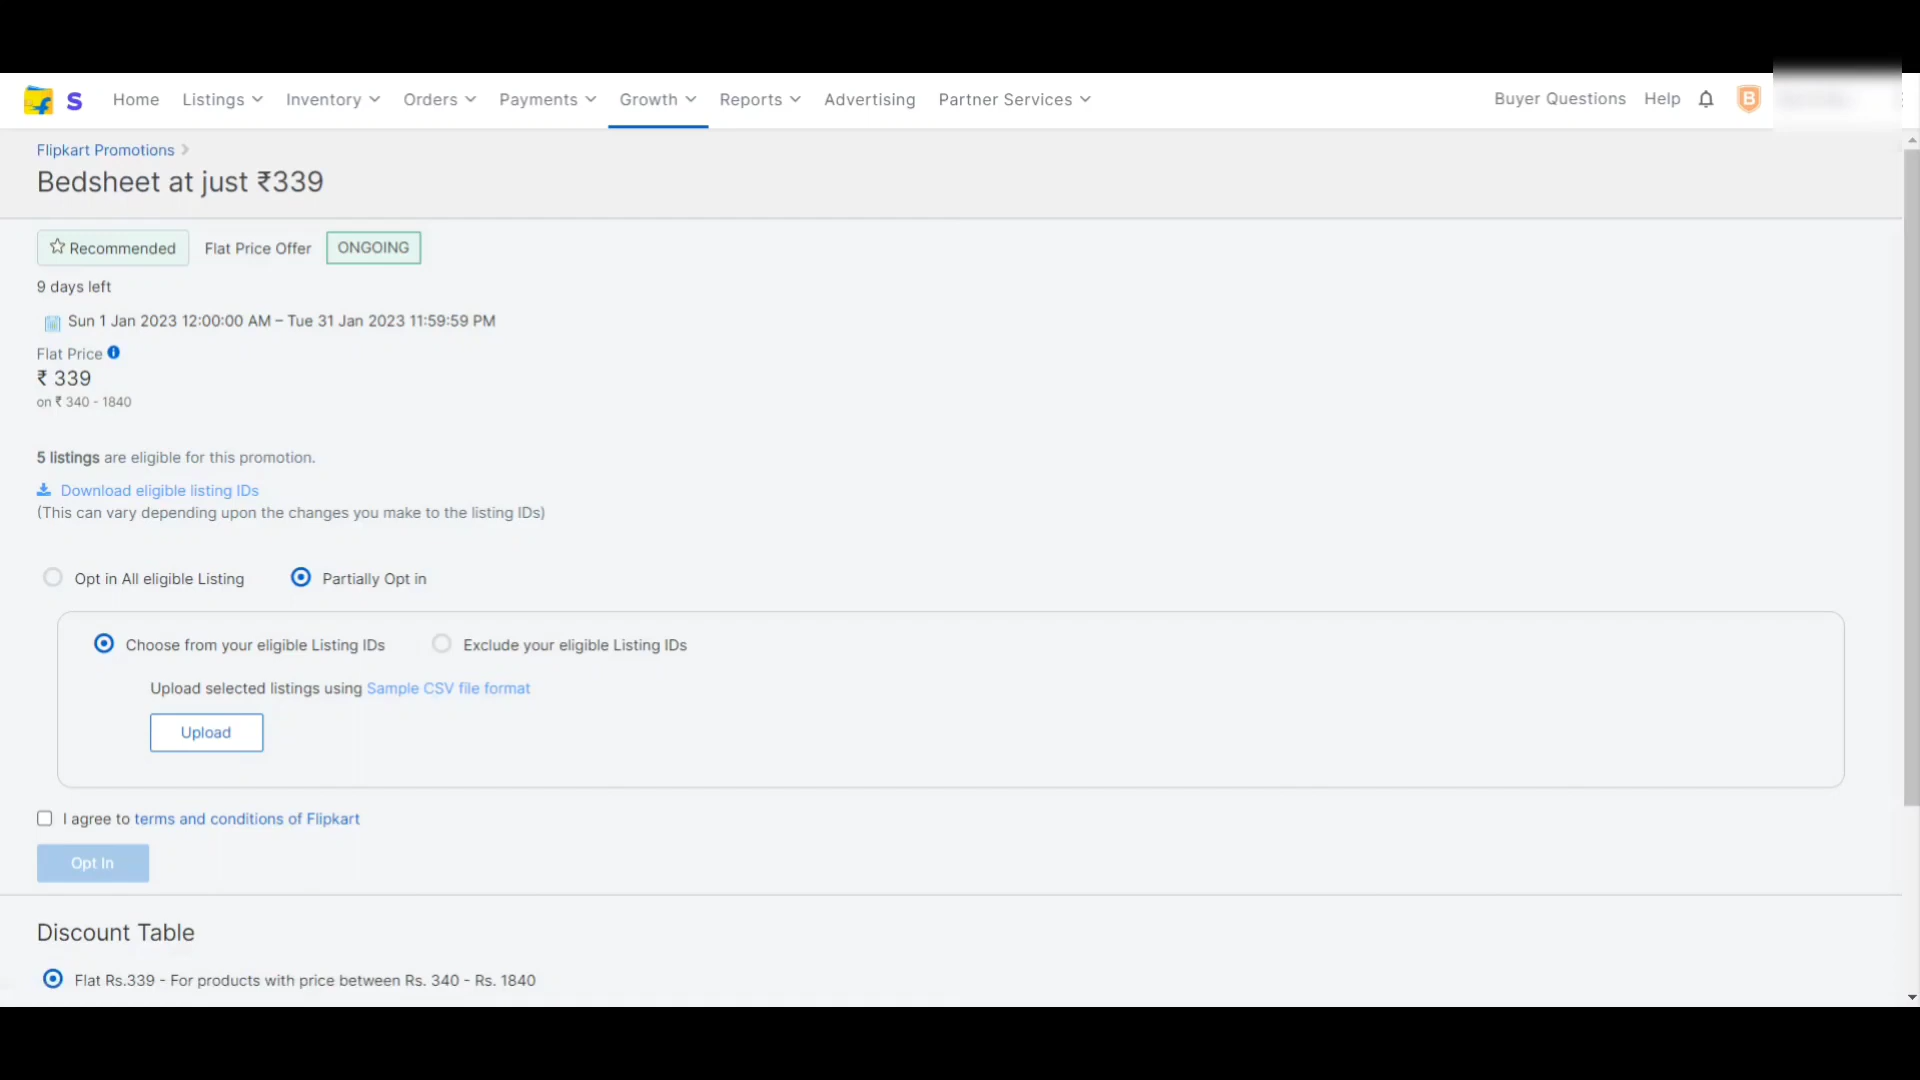 S Home Listings Inventory Orders Payments Growth Reports Advertising Partner Services Buyer Questions Help B
Flipkart Promotions
Bedsheet at just ₹339
Recommended Flat Price Offer ONGOING
9 days left
Sun 1 Jan 2023 12:00:00 AM – Tue 31 Jan 2023 11:59:59 PM
Flat Price
₹ 339
on ₹ 340 - 1840
5 listings are eligible for this promotion.
Download eligible listing IDs
(This can vary depending upon the changes you make to the listing IDs)
Opt in All eligible Listing Partially Opt in
Choose from your eligible Listing IDs Exclude your eligible Listing IDs
Upload selected listings using Sample CSV file format
Upload
I agree to terms and conditions of Flipkart
Opt In
Discount Table
Flat Rs.339 - For products with price between Rs. 340 - Rs. 1840